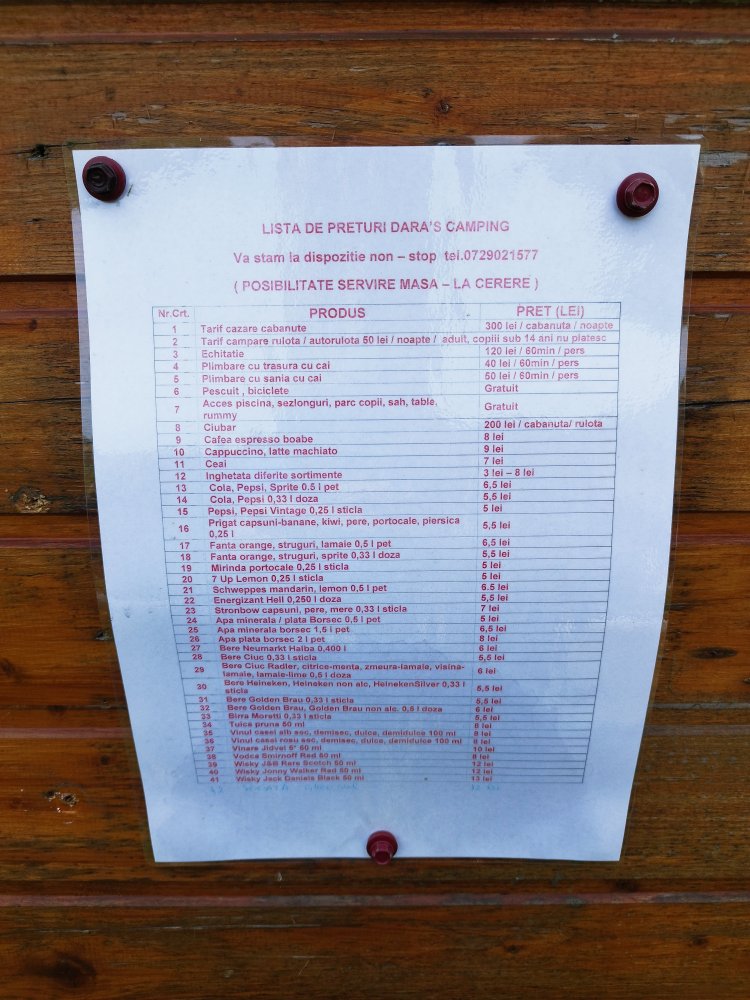 LISTA DE PRETURI DARA'S CAMPING
Va stam la dispozitie non – stop tel.0729021577
( POSIBILITATE SERVIRE MASA – LA CERERE )
Nr.Crt. PRODUS PRET (LEI)
1 Tarif cazare cabanute 300 lei / cabanuta / noapte
2 Tarif campare rulota / autorulota 50 lei / noapte / adult, copiii sub 14 ani nu platesc
3 Echitatie 120 lei / 60min / pers
4 Plimbare cu trasura cu cai 40 lei / 60min / pers
5 Plimbare cu sania cu cai 50 lei / 60min / pers
6 Pescuit , biciclete Gratuit
7 Acces piscina, sezlonguri, parc copii, sah, table,
rummy Gratuit
8 Ciubar 200 lei / cabanuta/ rulota
9 Cafea espresso boabe 8 lei
10 Cappuccino, latte machiato 9 lei
11 Ceai 7 lei
12 Inghetata diferite sortimente 3 lei – 8 lei
13 Cola, Pepsi, Sprite 0.5 l pet 6,5 lei
14 Cola, Pepsi 0,33 l doza 5,5 lei
15 Pepsi, Pepsi Vintage 0,25 l sticla 5 lei
16 Prigat capsuni-banane, kiwi, pere, portocale, piersica
0,25 l 5,5 lei
17 Fanta orange, struguri, lamaie 0,5 l pet 6,5 lei
18 Fanta orange, struguri, sprite 0,33 l doza 5,5 lei
19 Mirinda portocale 0,25 l sticla 5 lei
20 7 Up Lemon 0,25 l sticla 5 lei
21 Schweppes mandarin, lemon 0,5 l pet 6.5 lei
22 Energizant Hell 0,250 l doza 5,5 lei
23 Stronbow capsuni, pere, mere 0,33 l sticla 7 lei
24 Apa minerala / plata Borsec 0,5 l pet 5 lei
25 Apa minerala borsec 1,5 l pet 6,5 lei
26 Apa plata borsec 2 l pet 8 lei
27 Bere Neumarkt Halba 0,400 l 6 lei
28 Bere Ciuc 0,33 l sticla 5,5 lei
29 Bere Ciuc Radler, citrice-menta, zmeura-lamaie, visina-
lamaie, lamaie-lime 0,5 l doza 6 lei
30 Bere Heineken, Heineken non alc, HeinekenSilver 0,33 l
sticla 5,5 lei
31 Bere Golden Brau 0,33 l sticla 5,5 lei
32 Bere Golden Brau, Golden Brau non alc. 0,5 l doza 6 lei
33 Birra Moretti 0,33 l sticla 5,5 lei
34 Tuica pruna 50 ml 8 lei
35 Vinul casei alb sec, demisec, dulce, demidulce 100 ml 8 lei
36 Vinul casei rosu sec, demisec, dulce, demidulce 100 ml 8 lei
37 Vinars Jidvei 5* 50 ml 10 lei
38 Vodca Smirnoff Red 50 ml 8 lei
39 Wisky J&B Rare Scotch 50 ml 12 lei
40 Wisky Jonny Walker Red 50 ml 12 lei
41 Wisky Jack Daniels Black 50 ml 13 lei
42